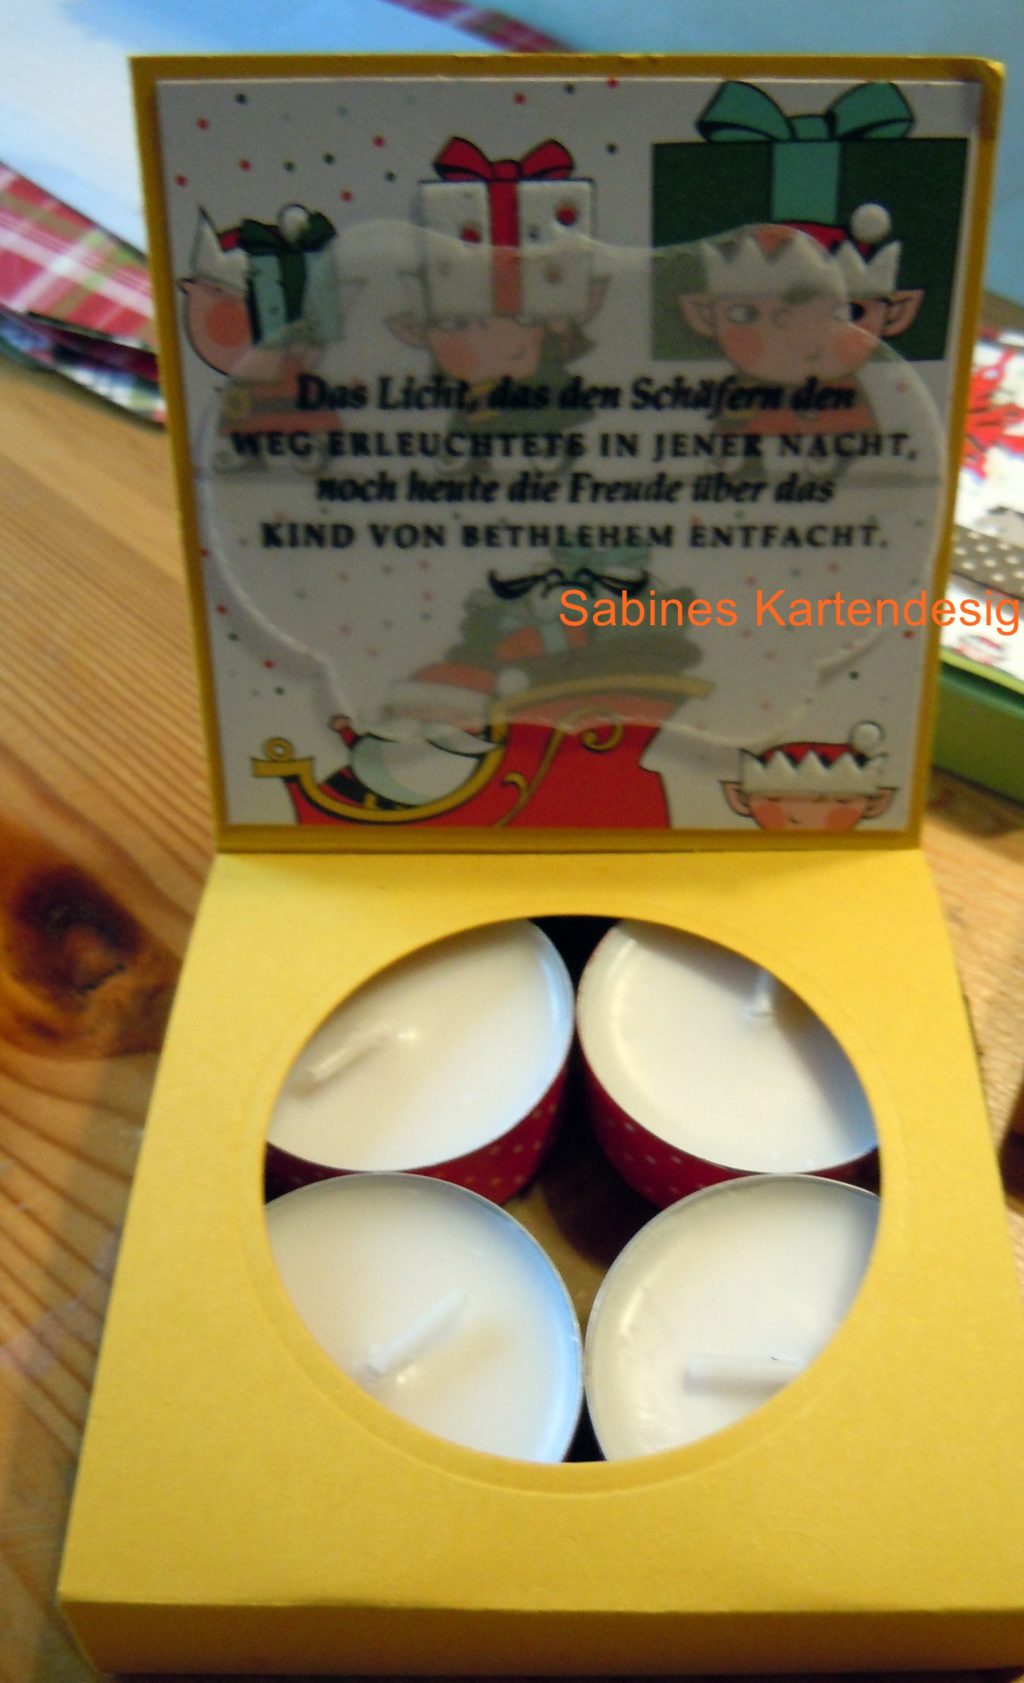 Das Licht, das den Schäfern den
WEG ERLEUCHTETE IN JENER NACHT,
noch heute die Freude über das
KIND VON BETHLEHEM ENTFACHT.
Sabines Kartendesig